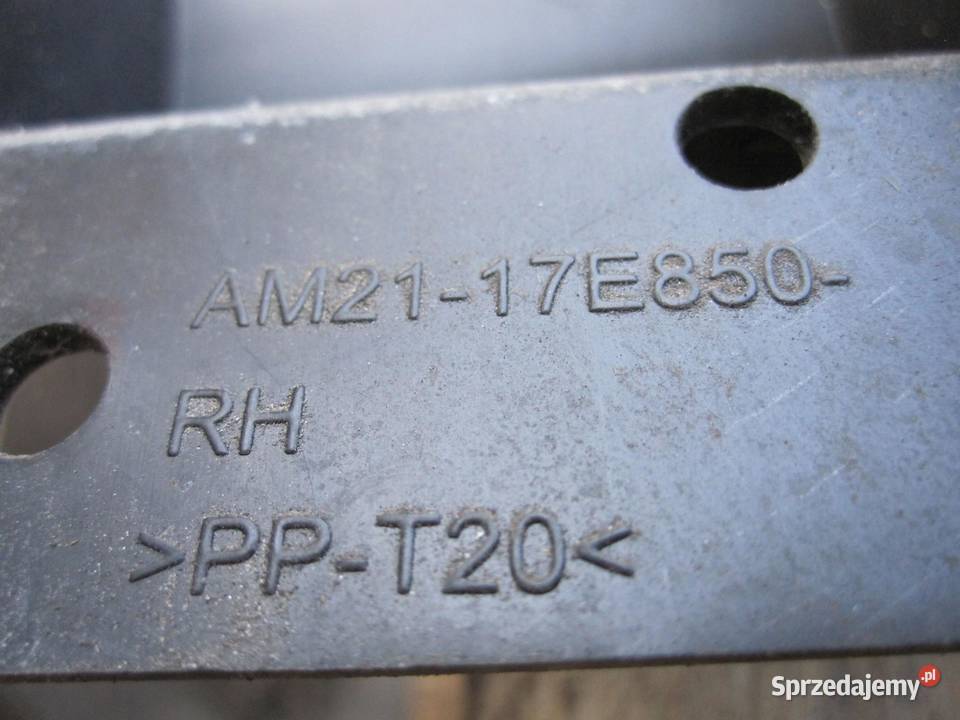 AM21-17E850-
RH
>PP-T20<
Sprzedajemy.pl